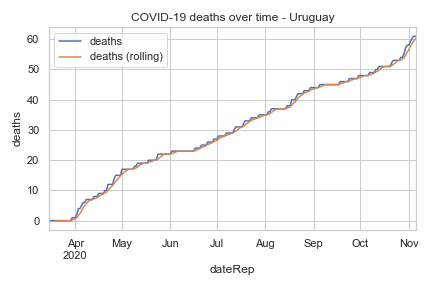 COVID-19 deaths over time - Uruguay
deaths
deaths (rolling)
deaths
60
50
40
30
20
10
0
Apr May Jun Jul Aug Sep Oct Nov
2020
dateRep